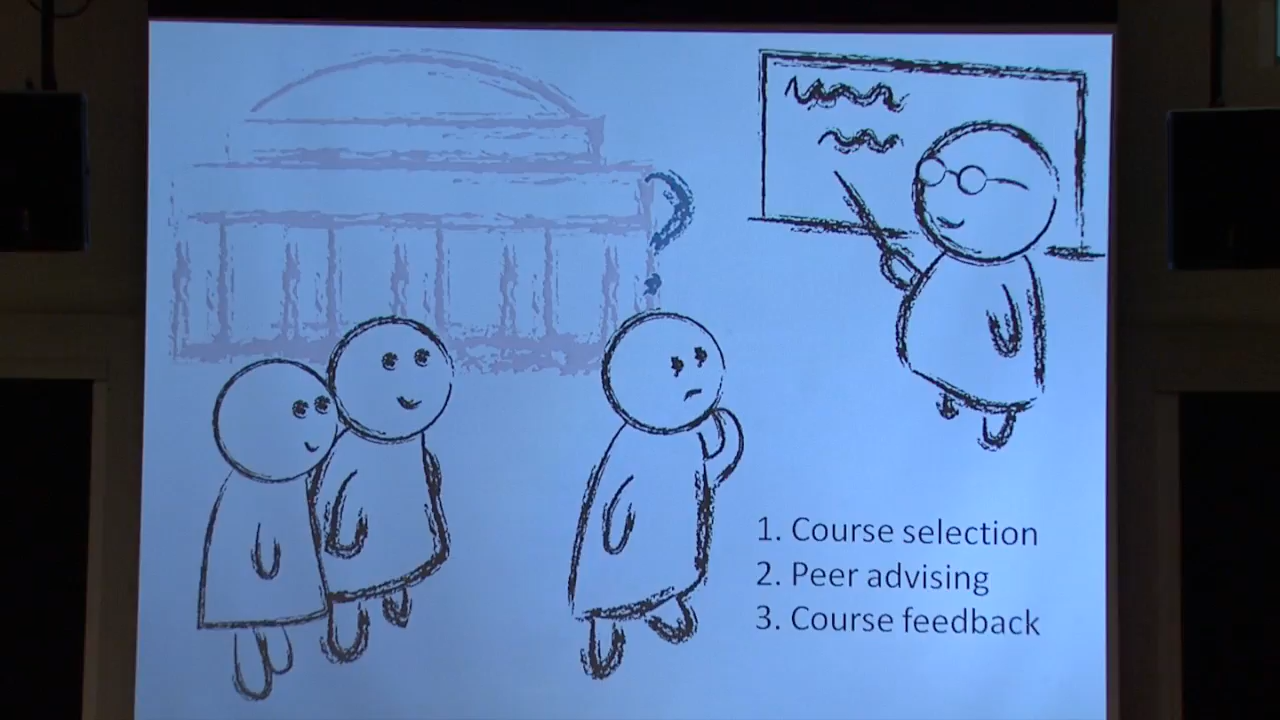 ?
1. Course selection
2. Peer advising
3. Course feedback